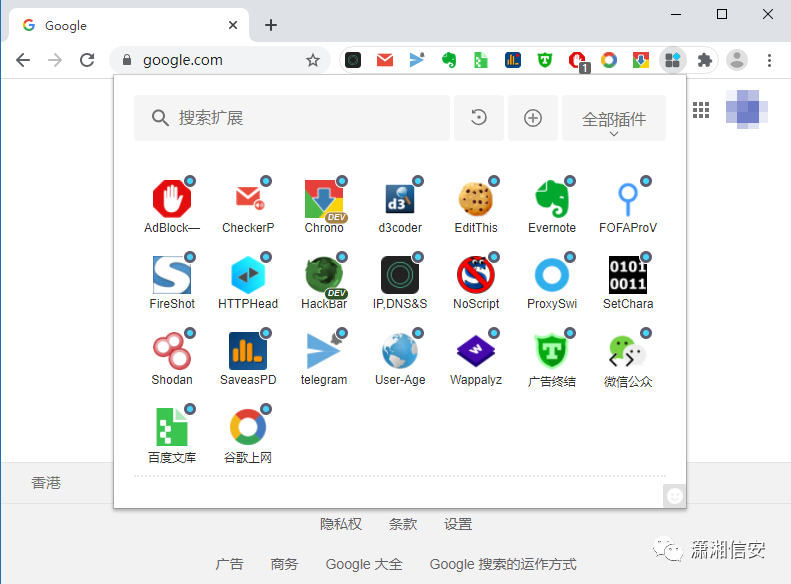 Google
google.com
1
搜索扩展
全部插件
AdBlock—
CheckerP
DEV
Chrono
d3
d3coder
EditThis
Evernote
FOFAProV
FireShot
HTTPHead
DEV
HackBar
IP,DNS&S
NoScript
ProxySwi
0101
0011
SetChara
Shodan
SaveasPD
telegram
User-Age
Wappalyz
广告终结
微信公众
百度文库
谷歌上网
香港
隐私权 条款 设置
广告 商务 Google 大全 Google 搜索的运作方式
潇湘信安